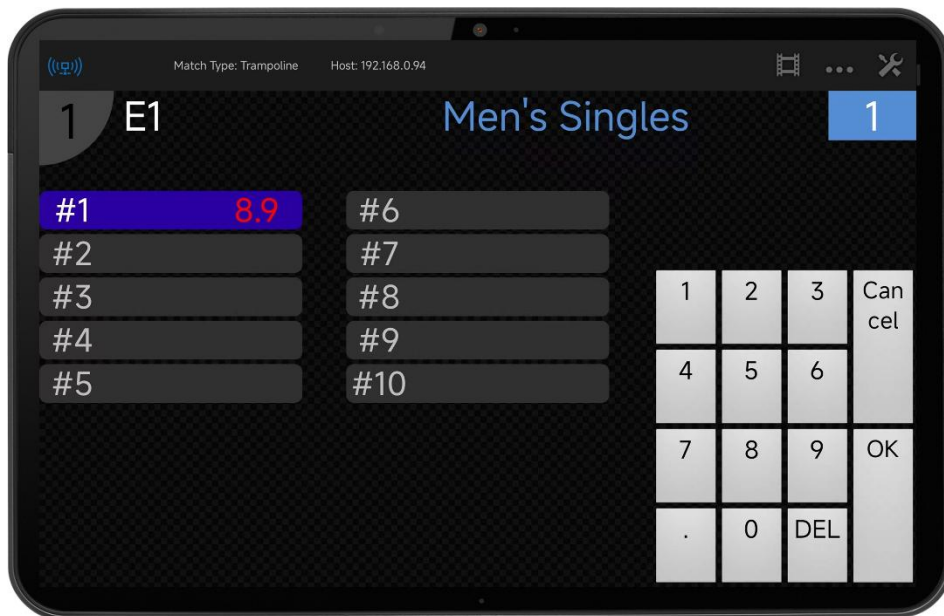 Match Type: Trampoline Host: 192.168.0.94
1 E1 Men's Singles 1
#1 8.9
#2
#3
#4
#5
#6
#7
#8
#9
#10
1 2 3 Can
cel
4 5 6
7 8 9 OK
. 0 DEL